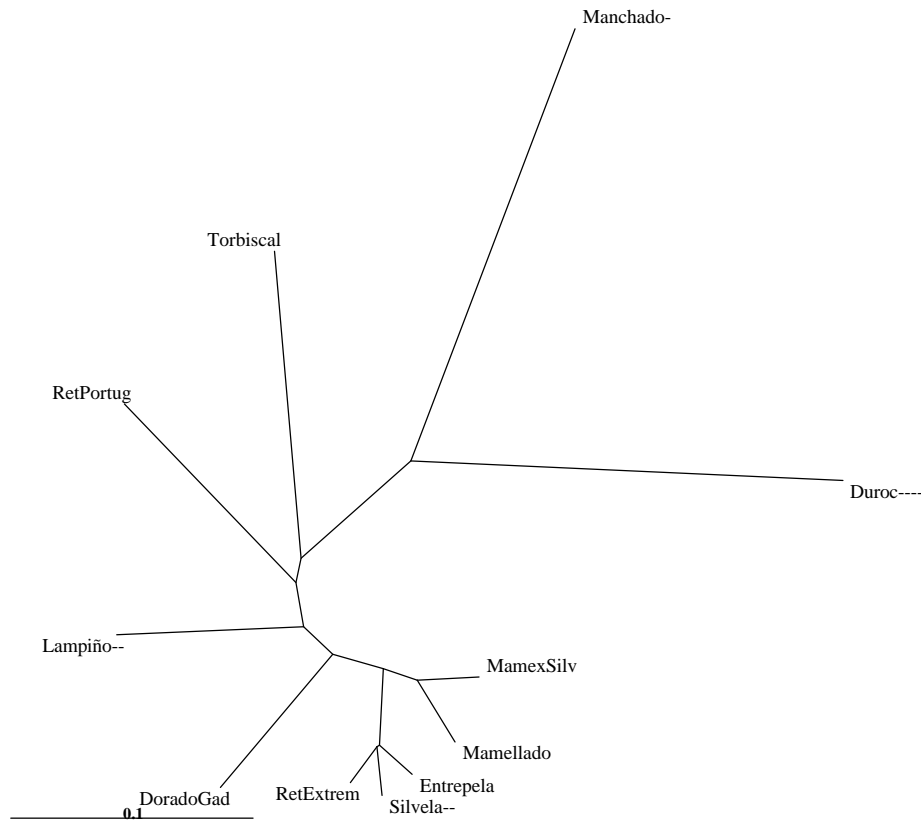 Manchado-
Torbiscal
RetPortug
Duroc----
Lampiño--
MamexSilv
Mamellado
Entrepela
RetExtrem
DoradoGad
Silvela--
0.1